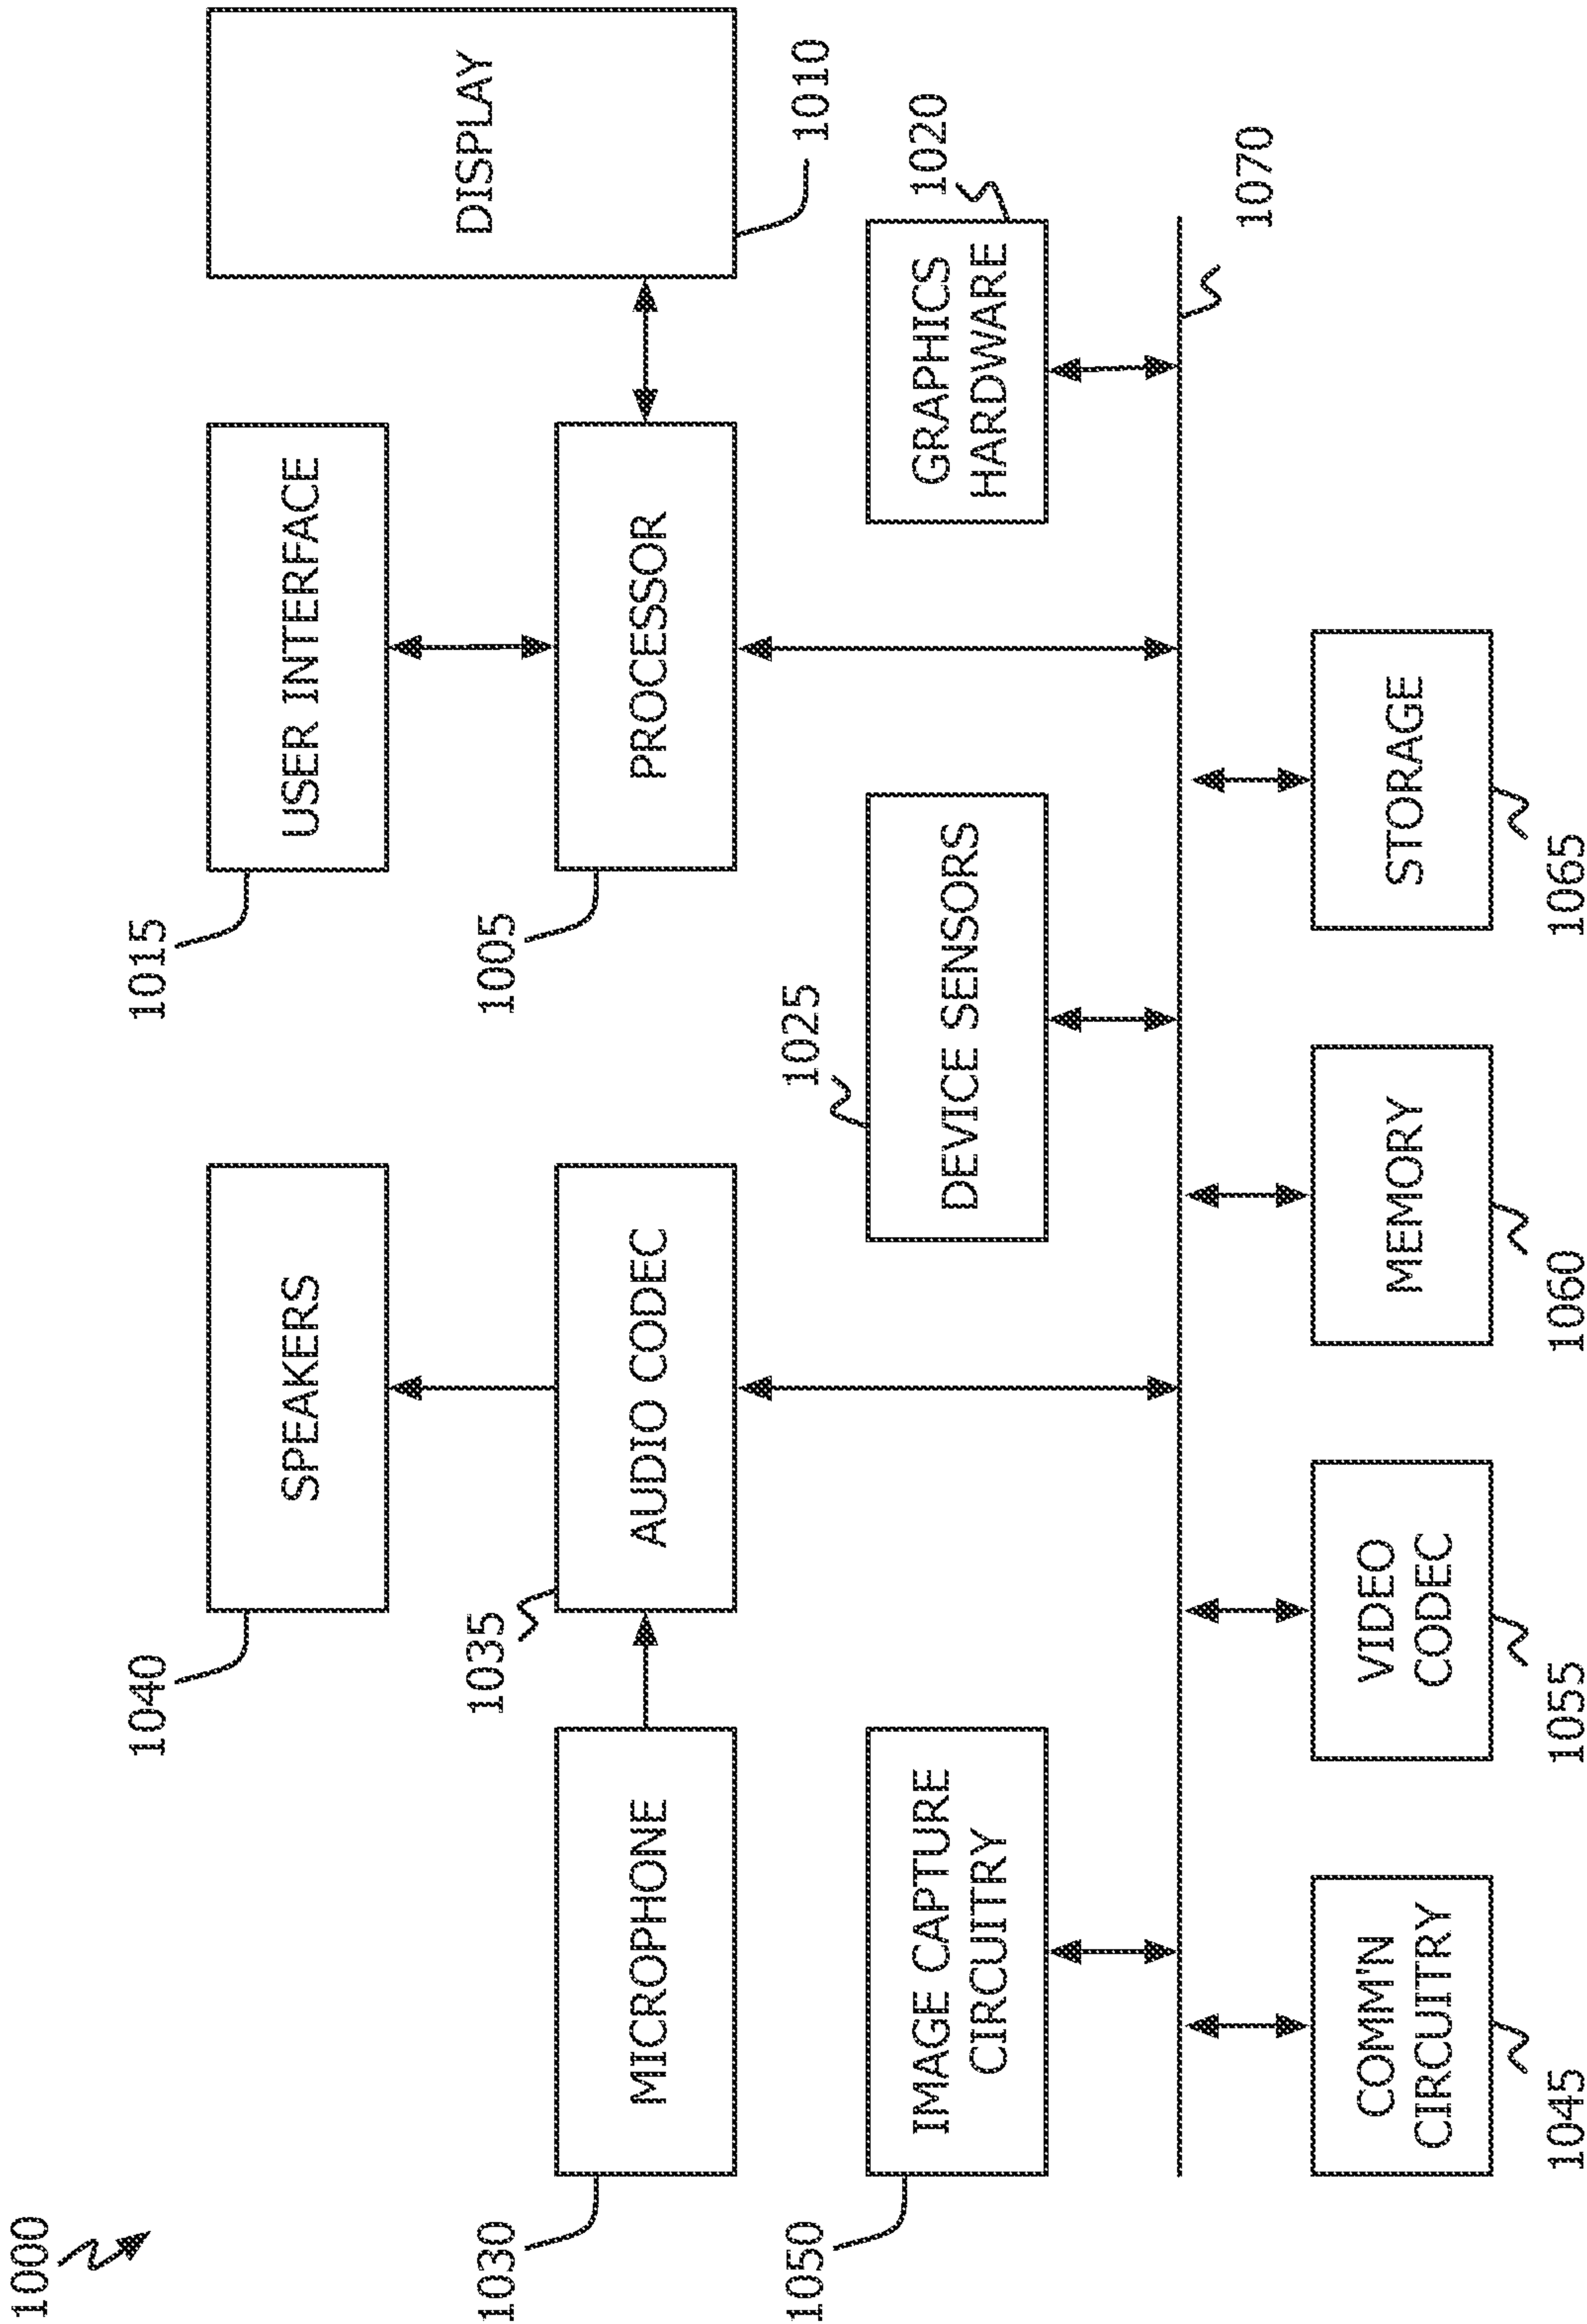 1000
1040
SPEAKERS
1015
USER INTERFACE
DISPLAY
1030
MICROPHONE
1035
AUDIO CODEC
1005
PROCESSOR
1010
1050
IMAGE CAPTURE
CIRCUITRY
1025
DEVICE SENSORS
GRAPHICS
HARDWARE
1020
1070
COMM'N
CIRCUITRY
1045
VIDEO
CODEC
1055
MEMORY
1060
STORAGE
1065